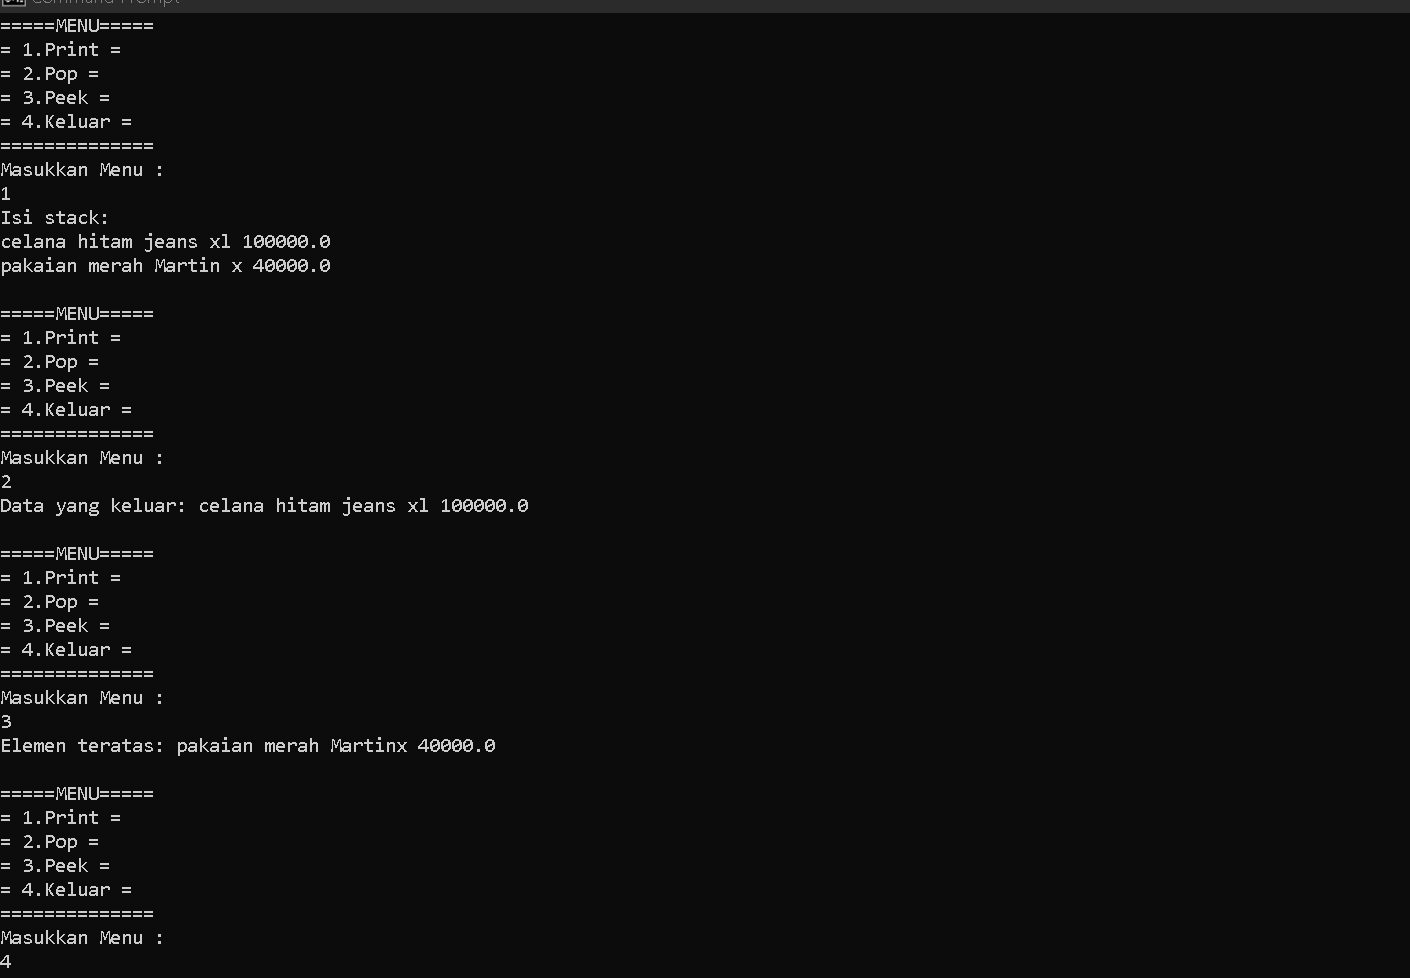 =====MENU=====
= 1.Print =
= 2.Pop =
= 3.Peek =
= 4.Keluar =
==============
Masukkan Menu :
1
Isi stack:
celana hitam jeans xl 100000.0
pakaian merah Martin x 40000.0
=====MENU=====
= 1.Print =
= 2.Pop =
= 3.Peek =
= 4.Keluar =
==============
Masukkan Menu :
2
Data yang keluar: celana hitam jeans xl 100000.0
=====MENU=====
= 1.Print =
= 2.Pop =
= 3.Peek =
= 4.Keluar =
==============
Masukkan Menu :
3
Elemen teratas: pakaian merah Martinx 40000.0
=====MENU=====
= 1.Print =
= 2.Pop =
= 3.Peek =
= 4.Keluar =
==============
Masukkan Menu :
4